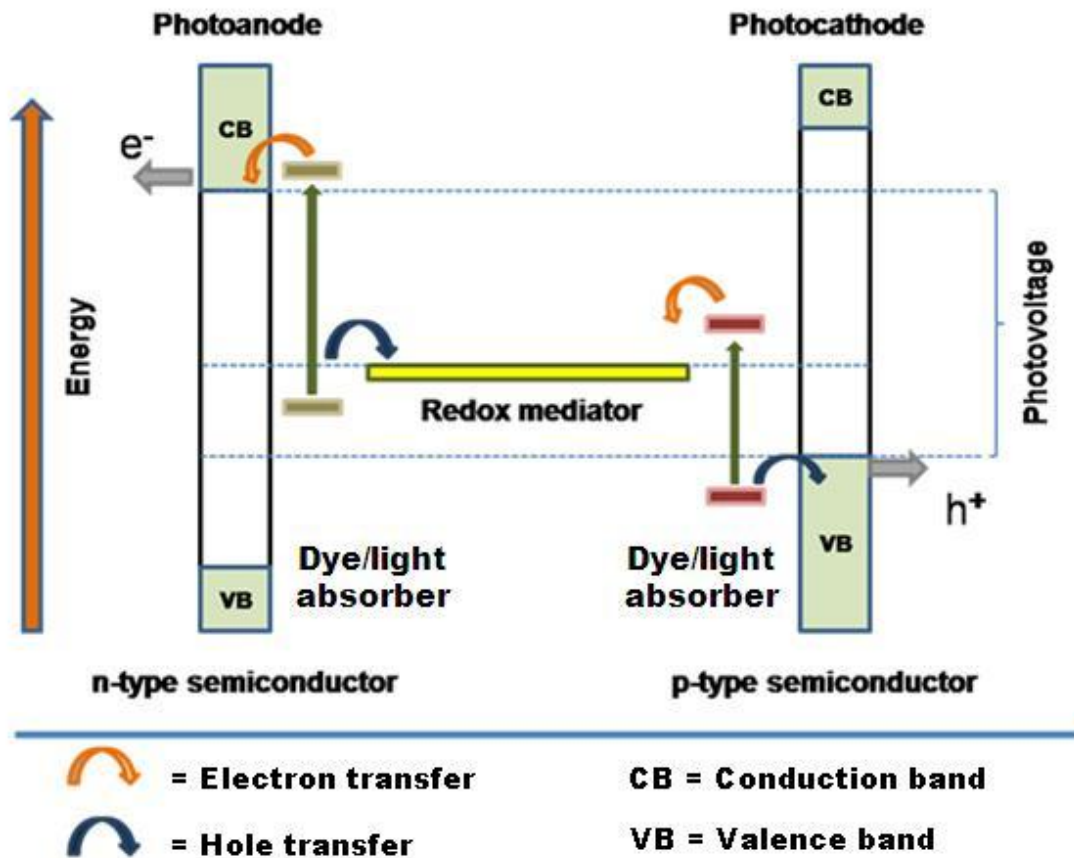 Photoanode
Photocathode
CB
CB
e-
Energy
Photovoltage
Redox mediator
h+
VB
VB
Dye/light
absorber
Dye/light
absorber
n-type semiconductor
p-type semiconductor
= Electron transfer
CB = Conduction band
= Hole transfer
VB = Valence band